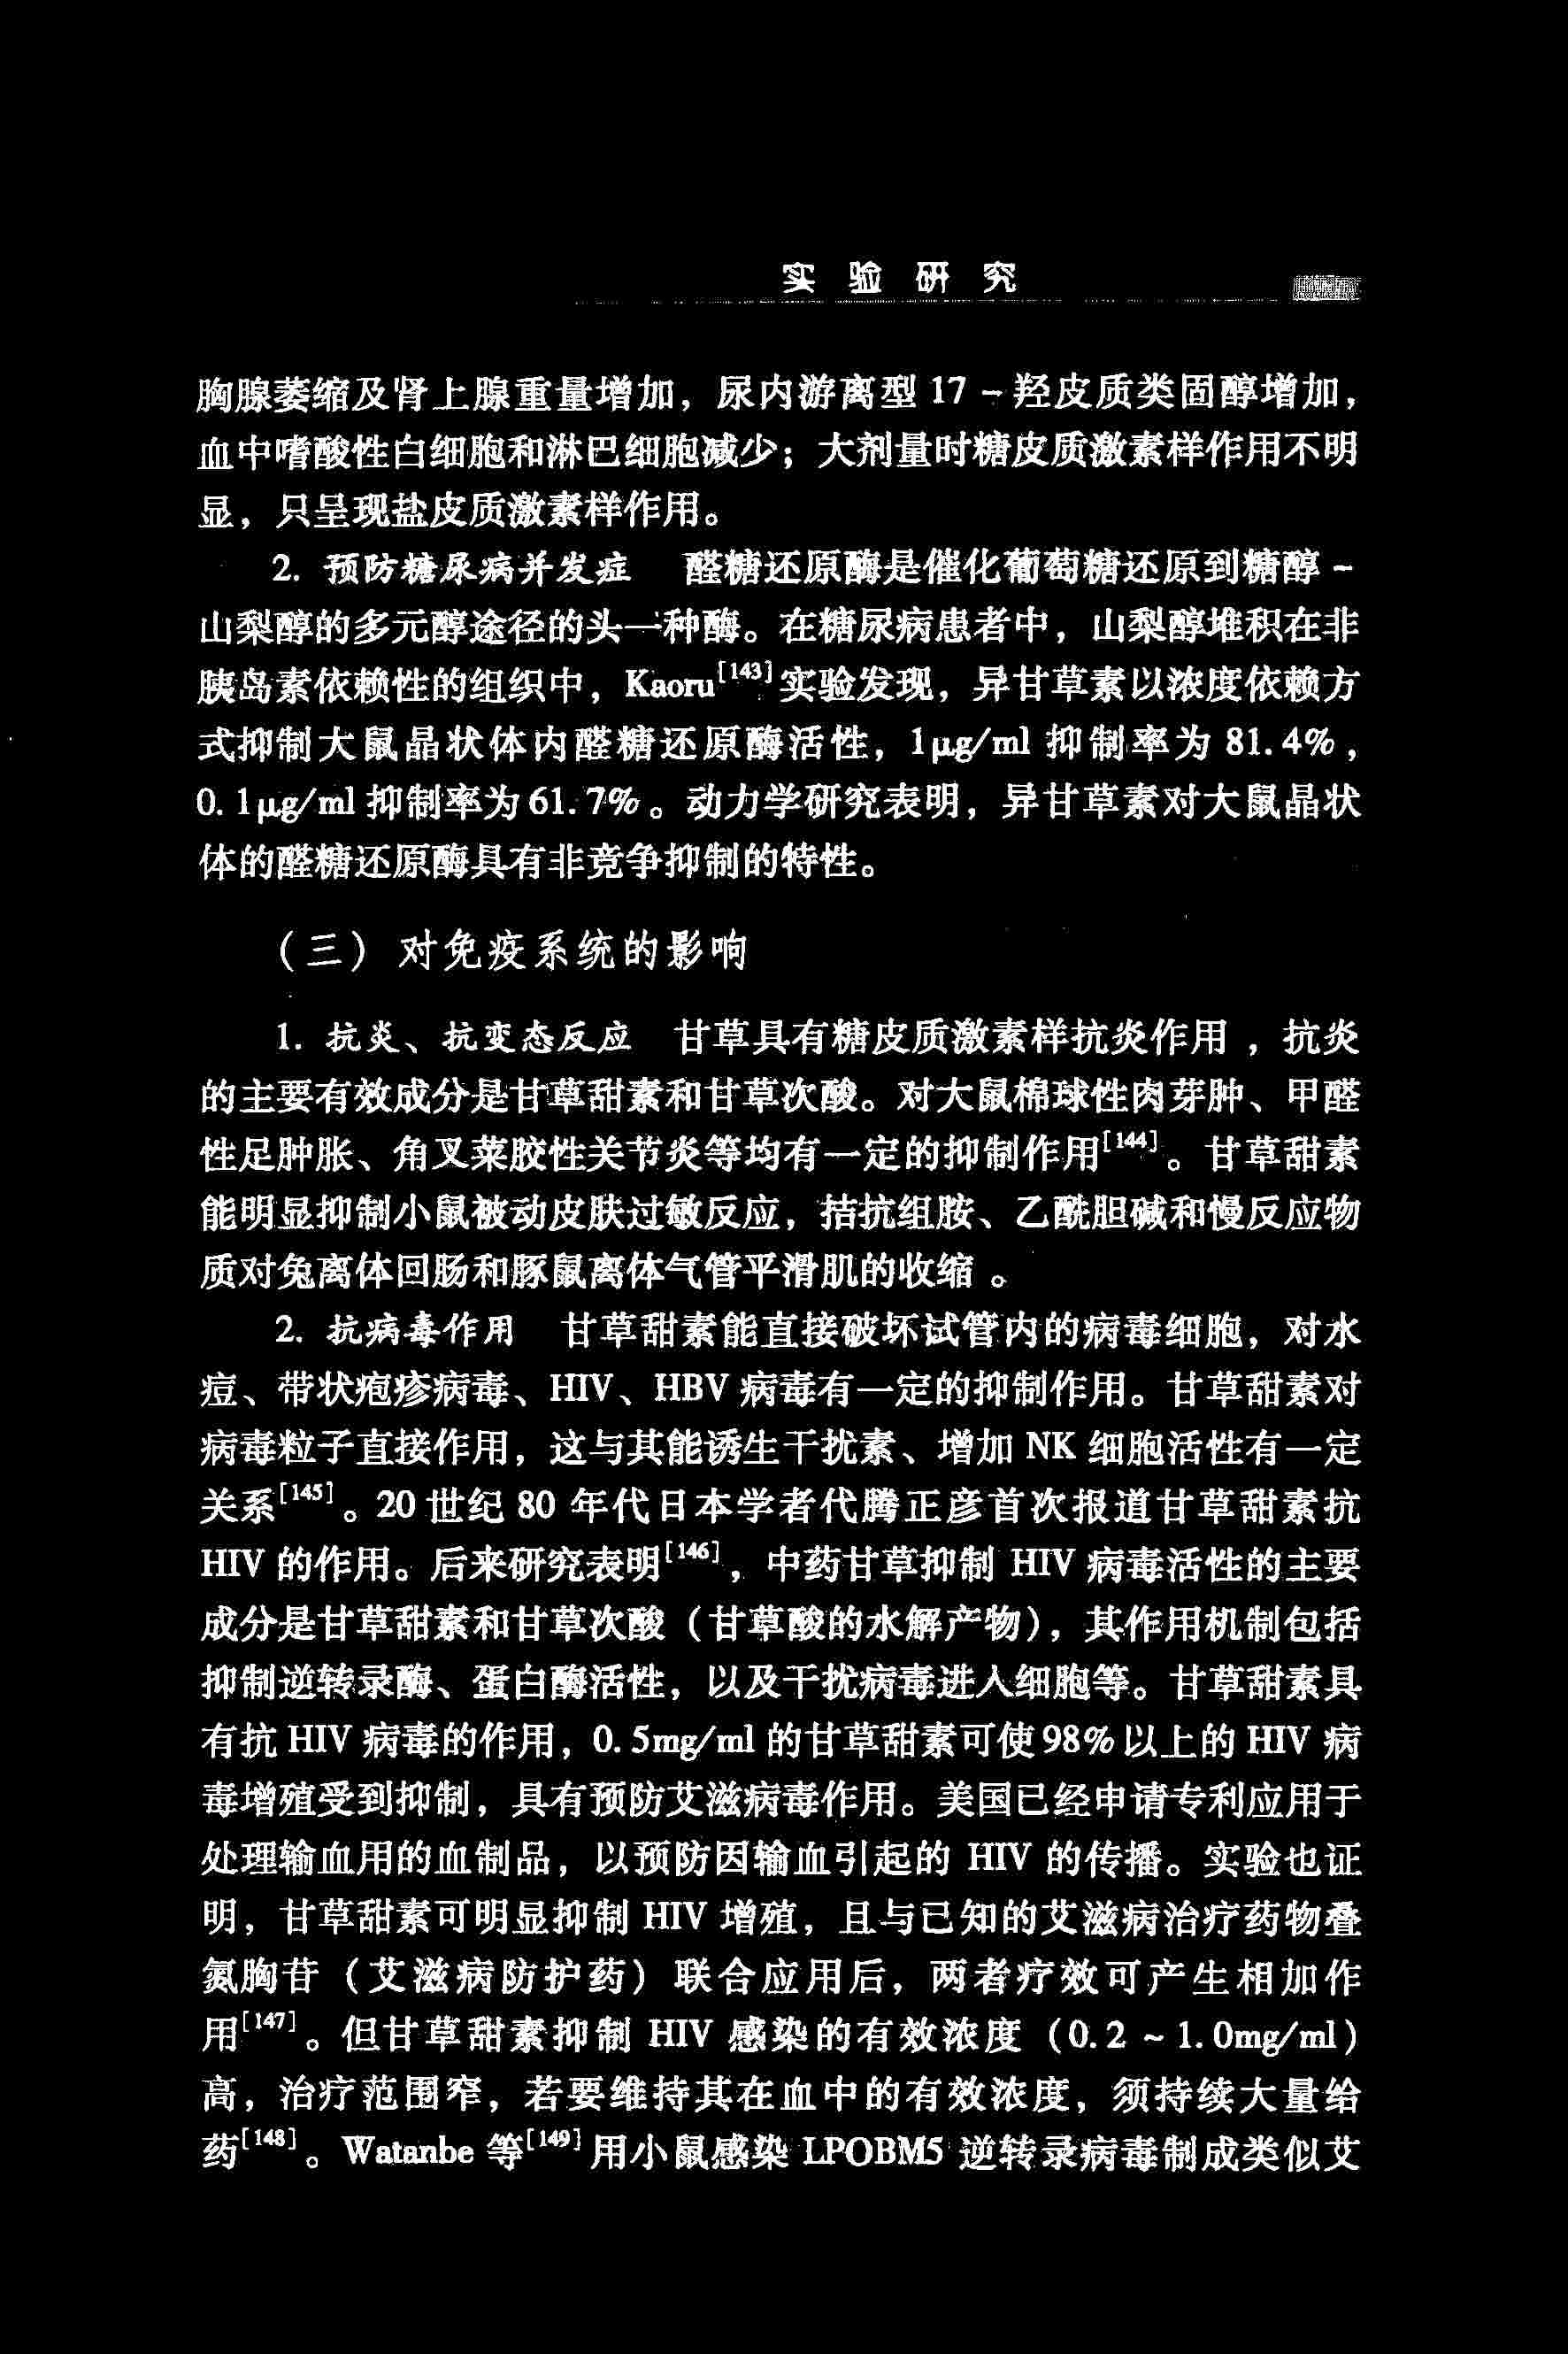 实验研究
胸腺萎缩及肾上腺重量增加，尿内游离型 17－羟皮质类固醇增加，
血中嗜酸性白细胞和淋巴细胞减少；大剂量时糖皮质激素样作用不明
显，只呈现盐皮质激素样作用。
2. 预防糖尿病并发症　醛糖还原酶是催化葡萄糖还原到糖醇－
山梨醇的多元醇途径的头一种酶。在糖尿病患者中，山梨醇堆积在非
胰岛素依赖性的组织中，Kaoru[143]实验发现，异甘草素以浓度依赖方
式抑制大鼠晶状体内醛糖还原酶活性，1μg/ml 抑制率为 81.4%，
0.1μg/ml 抑制率为 61.7%。动力学研究表明，异甘草素对大鼠晶状
体的醛糖还原酶具有非竞争抑制的特性。
（三）对免疫系统的影响
1. 抗炎、抗变态反应　甘草具有糖皮质激素样抗炎作用，抗炎
的主要有效成分是甘草甜素和甘草次酸。对大鼠棉球性肉芽肿、甲醛
性足肿胀、角叉菜胶性关节炎等均有一定的抑制作用[144]。甘草甜素
能明显抑制小鼠被动皮肤过敏反应，拮抗组胺、乙酰胆碱和慢反应物
质对兔离体回肠和豚鼠离体气管平滑肌的收缩。
2. 抗病毒作用　甘草甜素能直接破坏试管内的病毒细胞，对水
痘、带状疱疹病毒、HIV、HBV 病毒有一定的抑制作用。甘草甜素对
病毒粒子直接作用，这与其能诱生干扰素、增加 NK 细胞活性有一定
关系[145]。20 世纪 80 年代日本学者代腾正彦首次报道甘草甜素抗
HIV 的作用。后来研究表明[146]，中药甘草抑制 HIV 病毒活性的主要
成分是甘草甜素和甘草次酸（甘草酸的水解产物），其作用机制包括
抑制逆转录酶、蛋白酶活性，以及干扰病毒进入细胞等。甘草甜素具
有抗 HIV 病毒的作用，0.5mg/ml 的甘草甜素可使 98% 以上的 HIV 病
毒增殖受到抑制，具有预防艾滋病毒作用。美国已经申请专利应用于
处理输血用的血制品，以预防因输血引起的 HIV 的传播。实验也证
明，甘草甜素可明显抑制 HIV 增殖，且与已知的艾滋病治疗药物叠
氮胸苷（艾滋病防护药）联合应用后，两者疗效可产生相加作
用[147]。但甘草甜素抑制 HIV 感染的有效浓度（0.2～1.0mg/ml）
高，治疗范围窄，若要维持其在血中的有效浓度，须持续大量给
药[148]。Watanbe 等[149]用小鼠感染 LPOBM5 逆转录病毒制成类似艾